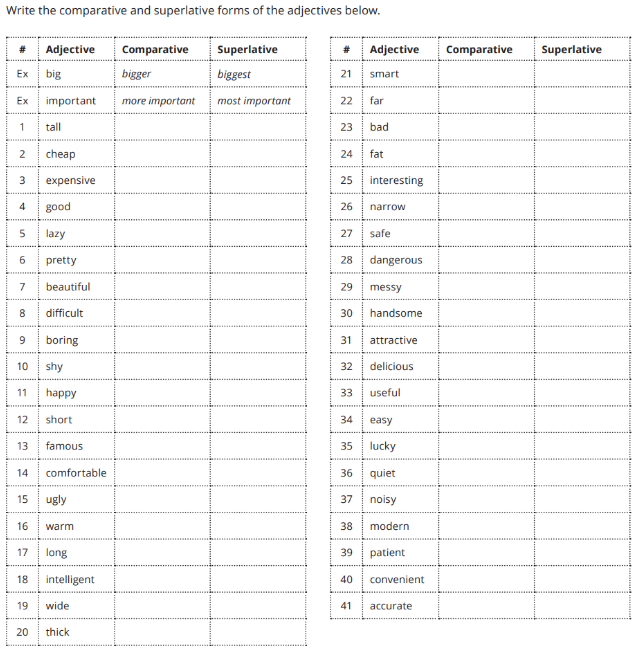 Write the comparative and superlative forms of the adjectives below.
# Adjective Comparative Superlative
Ex big bigger biggest
Ex important more important most important
1 tall
2 cheap
3 expensive
4 good
5 lazy
6 pretty
7 beautiful
8 difficult
9 boring
10 shy
11 happy
12 short
13 famous
14 comfortable
15 ugly
16 warm
17 long
18 intelligent
19 wide
20 thick
# Adjective Comparative Superlative
21 smart
22 far
23 bad
24 fat
25 interesting
26 narrow
27 safe
28 dangerous
29 messy
30 handsome
31 attractive
32 delicious
33 useful
34 easy
35 lucky
36 quiet
37 noisy
38 modern
39 patient
40 convenient
41 accurate